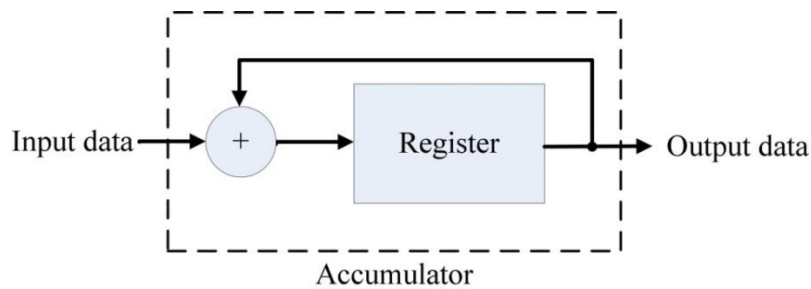 Input data
+
Register
Output data
Accumulator